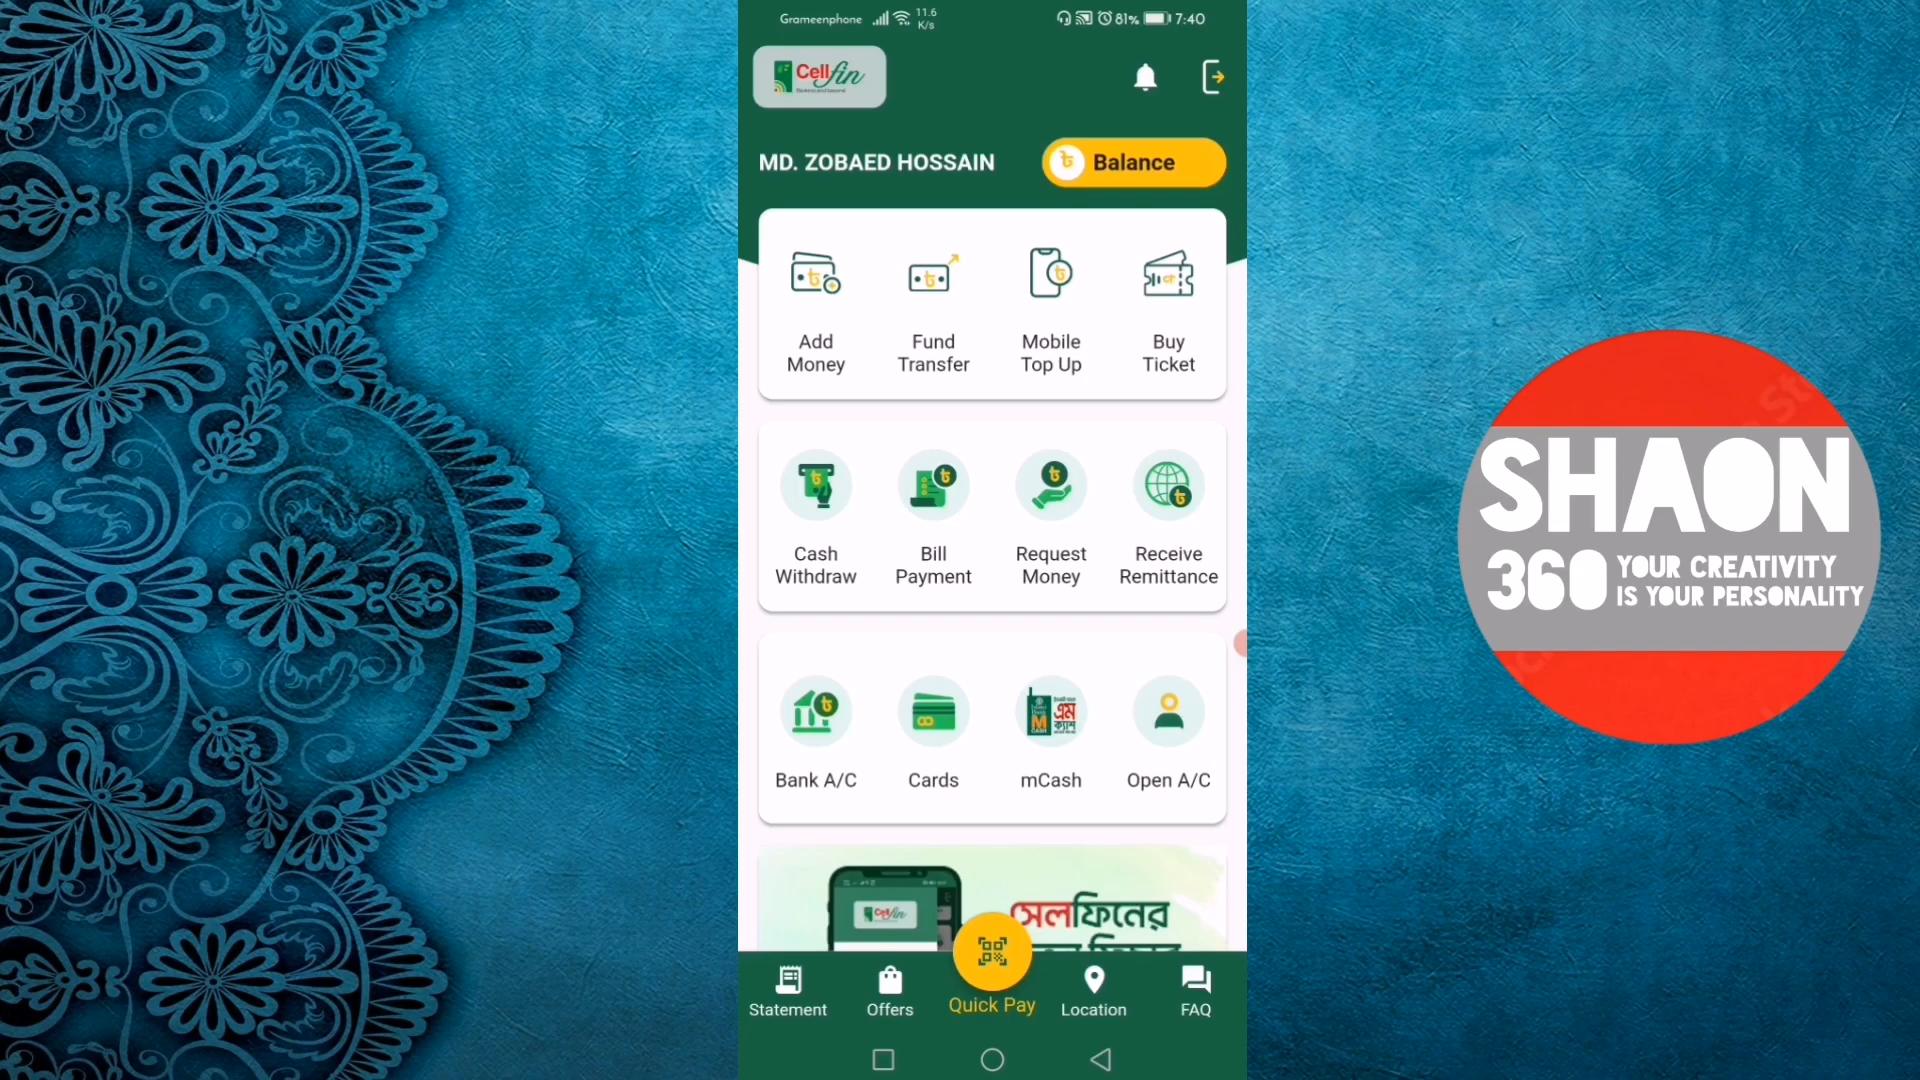 Grameenphone
11.6
K/s
81%
7:40
Cellfin
MD. ZOBAED HOSSAIN
Balance
Add
Money
Fund
Transfer
Mobile
Top Up
Buy
Ticket
Cash
Withdraw
Bill
Payment
Request
Money
Receive
Remittance
এম
ক্যাশ
Bank A/C
Cards
mCash
Open A/C
Cellfin
সেলফিনের
Statement
Offers
Quick Pay
Location
FAQ
SHAON
360 YOUR CREATIVITY
IS YOUR PERSONALITY